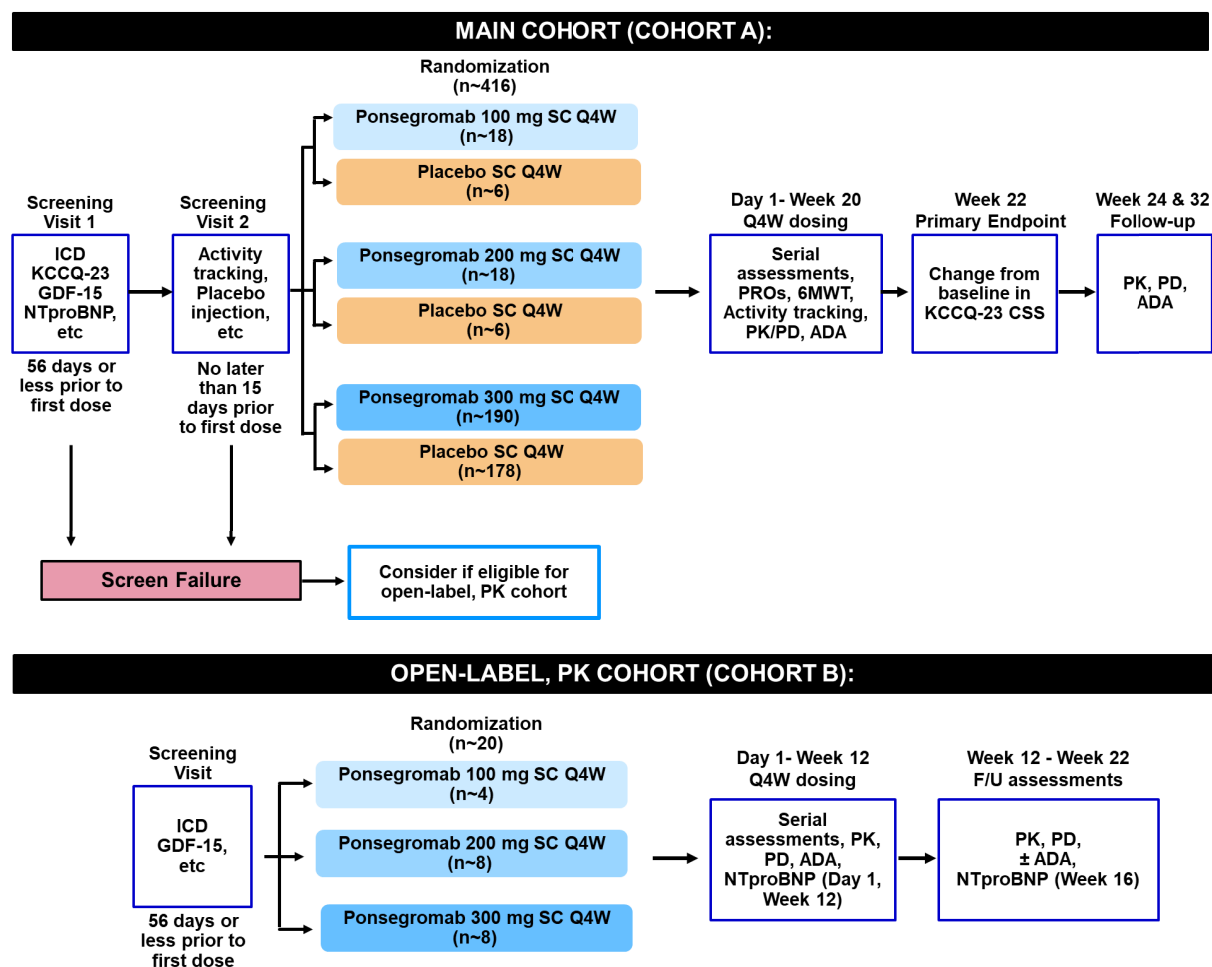 MAIN COHORT (COHORT A):
Randomization
(n~416)
Ponsegromab 100 mg SC Q4W
(n~18)
Placebo SC Q4W
(n~6)
Ponsegromab 200 mg SC Q4W
(n~18)
Placebo SC Q4W
(n~6)
Ponsegromab 300 mg SC Q4W
(n~190)
Placebo SC Q4W
(n~178)
Screening
Visit 1
ICD
KCCQ-23
GDF-15
NTproBNP,
etc
56 days or
less prior to
first dose
Screening
Visit 2
Activity
tracking,
Placebo
injection,
etc
No later
than 15
days prior
to first dose
Day 1- Week 20
Q4W dosing
Serial
assessments,
PROs, 6MWT,
Activity tracking,
PK/PD, ADA
Week 22
Primary Endpoint
Change from
baseline in
KCCQ-23 CSS
Week 24 & 32
Follow-up
PK, PD,
ADA
Screen Failure
Consider if eligible for
open-label, PK cohort
OPEN-LABEL, PK COHORT (COHORT B):
Screening
Visit
ICD
GDF-15,
etc
56 days or
less prior to
first dose
Randomization
(n~20)
Ponsegromab 100 mg SC Q4W
(n~4)
Ponsegromab 200 mg SC Q4W
(n~8)
Ponsegromab 300 mg SC Q4W
(n~8)
Day 1- Week 12
Q4W dosing
Serial
assessments, PK,
PD, ADA,
NTproBNP (Day 1,
Week 12)
Week 12 - Week 22
F/U assessments
PK, PD,
± ADA,
NTproBNP (Week 16)